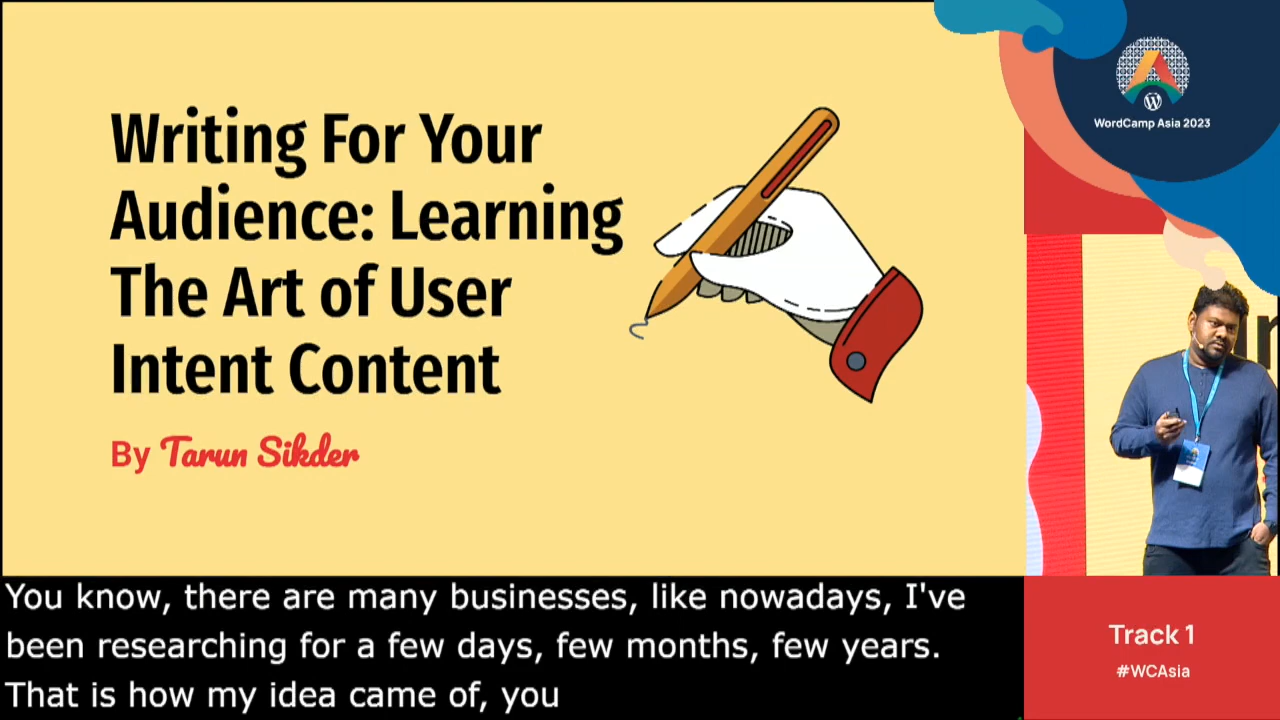 Writing For Your
Audience: Learning
The Art of User
Intent Content
By Tarun Sikder
WordCamp Asia 2023
You know, there are many businesses, like nowadays, I've
been researching for a few days, few months, few years.
That is how my idea came of, you
Track 1
#WCAsia